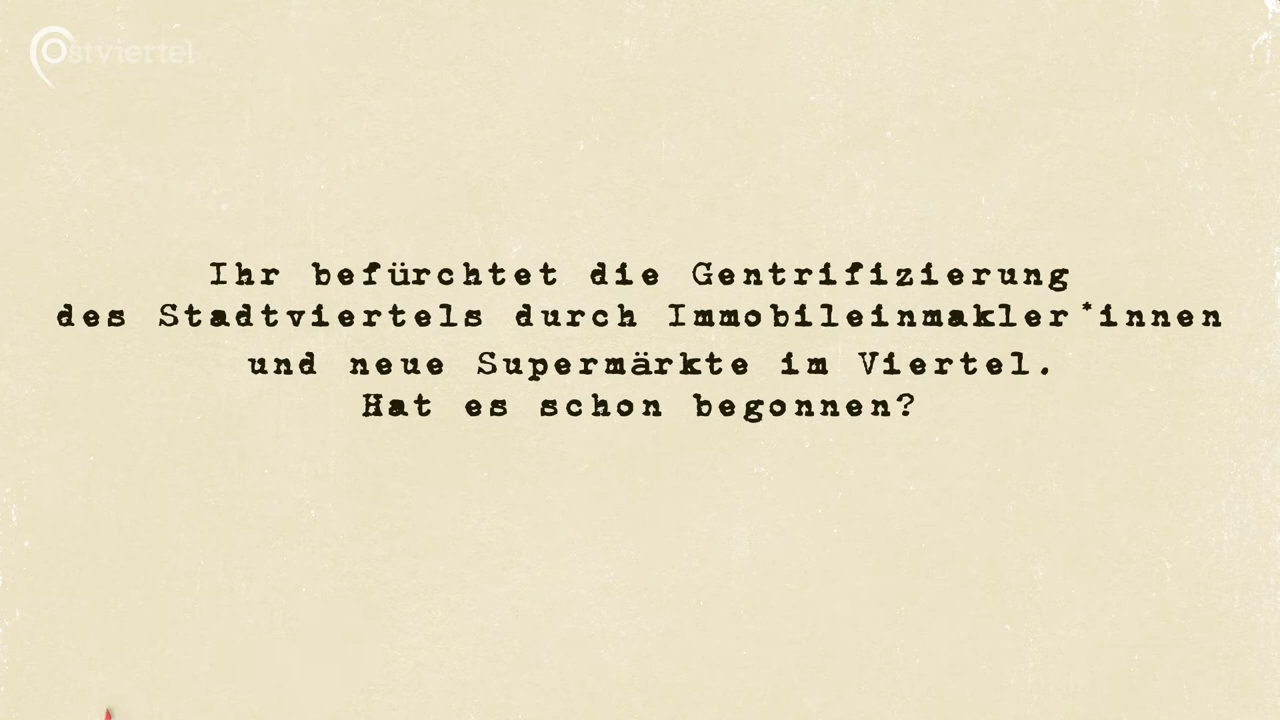 Ostviertel
Ihr befürchtet die Gentrifizierung
des Stadtviertels durch Immobileinmakler*innen
und neue Supermärkte im Viertel.
Hat es schon begonnen?